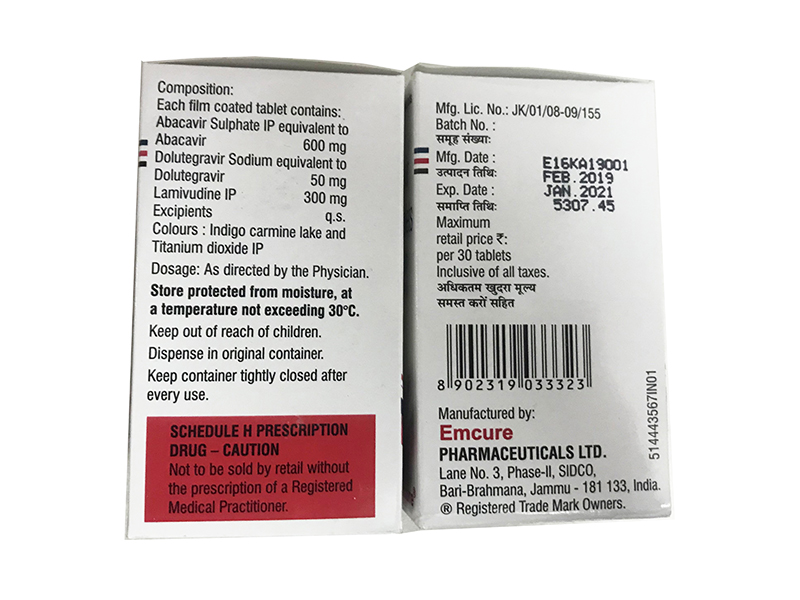 Composition:
Each film coated tablet contains:
Abacavir Sulphate IP equivalent to
Abacavir 600 mg
Dolutegravir Sodium equivalent to
Dolutegravir 50 mg
Lamivudine IP 300 mg
Excipients q.s.
Colours : Indigo carmine lake and
Titanium dioxide IP
Dosage: As directed by the Physician.
Store protected from moisture, at
a temperature not exceeding 30°C.
Keep out of reach of children.
Dispense in original container.
Keep container tightly closed after
every use.
SCHEDULE H PRESCRIPTION
DRUG – CAUTION
Not to be sold by retail without
the prescription of a Registered
Medical Practitioner.
Mfg. Lic. No.: JK/01/08-09/155
Batch No. :
समूह संख्याः
Mfg. Date : E16KA19001
उत्पादन तिथिः FEB.2019
Exp. Date : JAN.2021
समाप्ति तिथिः 5307.45
Maximum
retail price ₹:
per 30 tablets
Inclusive of all taxes.
अधिकतम खुदरा मूल्य
समस्त करों सहित
8 902319 033323
Manufactured by:
Emcure
PHARMACEUTICALS LTD.
Lane No. 3, Phase-II, SIDCO,
Bari-Brahmana, Jammu - 181 133, India.
® Registered Trade Mark Owners.
514443567IN01